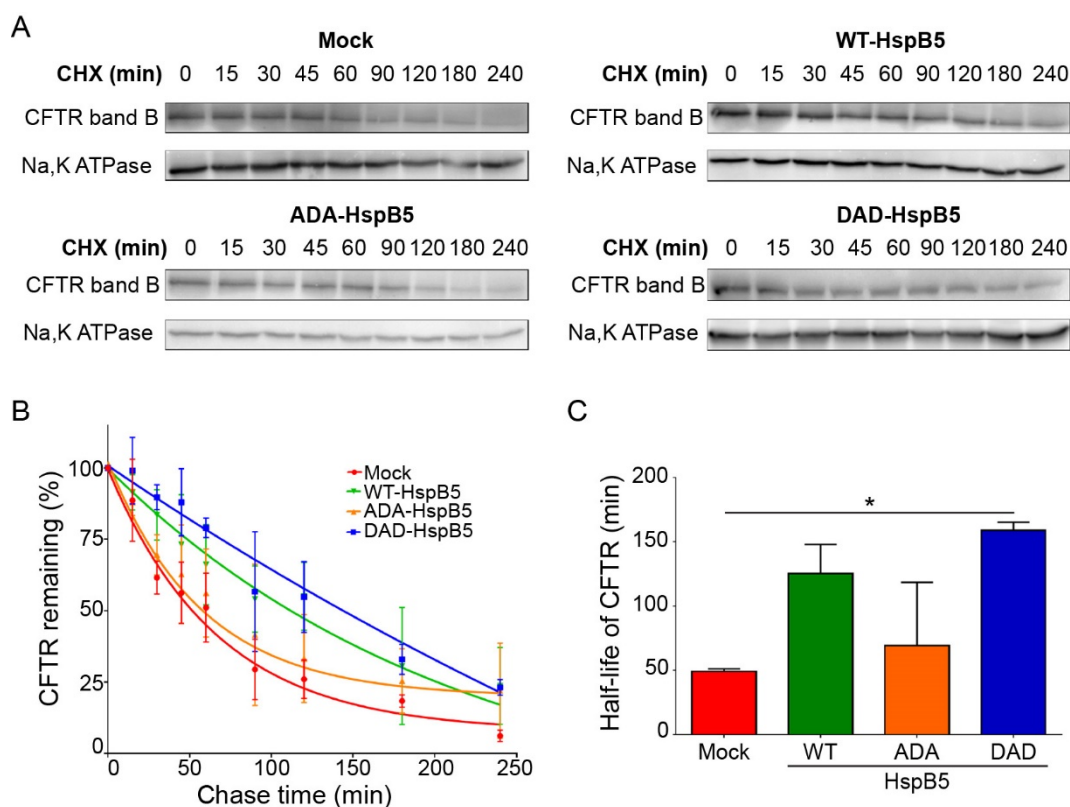 A
Mock
CHX (min) 0 15 30 45 60 90 120 180 240
CFTR band B
Na,K ATPase
WT-HspB5
CHX (min) 0 15 30 45 60 90 120 180 240
CFTR band B
Na,K ATPase
ADA-HspB5
CHX (min) 0 15 30 45 60 90 120 180 240
CFTR band B
Na,K ATPase
DAD-HspB5
CHX (min) 0 15 30 45 60 90 120 180 240
CFTR band B
Na,K ATPase
B
CFTR remaining (%)
100
75
50
25
0
Mock
WT-HspB5
ADA-HspB5
DAD-HspB5
0 50 100 150 200 250
Chase time (min)
C
Half-life of CFTR (min)
200
150
100
50
0
*
Mock WT ADA DAD
HspB5